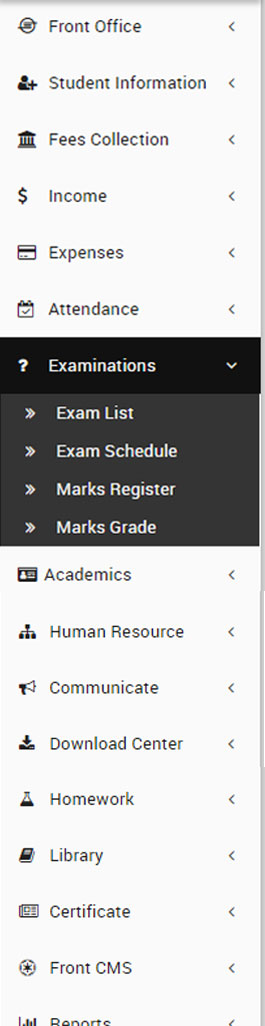 Front Office
Student Information
Fees Collection
Income
Expenses
Attendance
Examinations
Exam List
Exam Schedule
Marks Register
Marks Grade
Academics
Human Resource
Communicate
Download Center
Homework
Library
Certificate
Front CMS
Reports